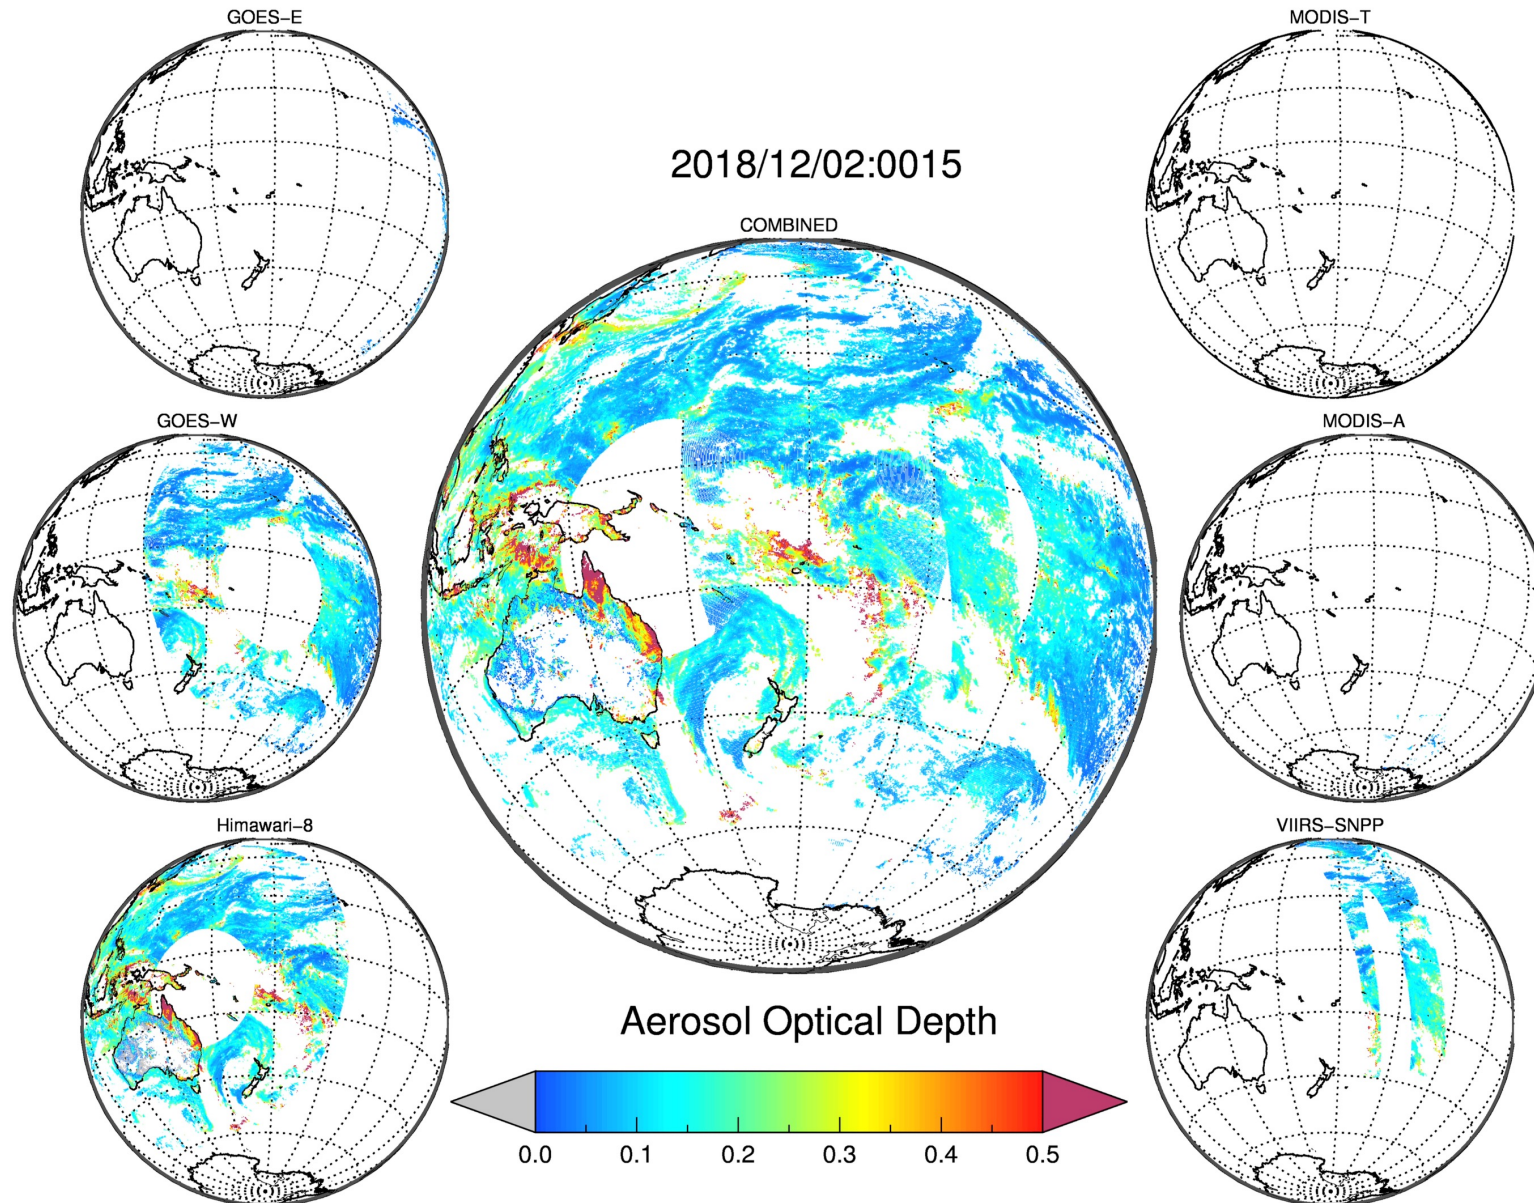 GOES-E
MODIS-T
2018/12/02:0015
COMBINED
GOES-W
MODIS-A
Himawari-8
VIIRS-SNPP
Aerosol Optical Depth
0.0 0.1 0.2 0.3 0.4 0.5